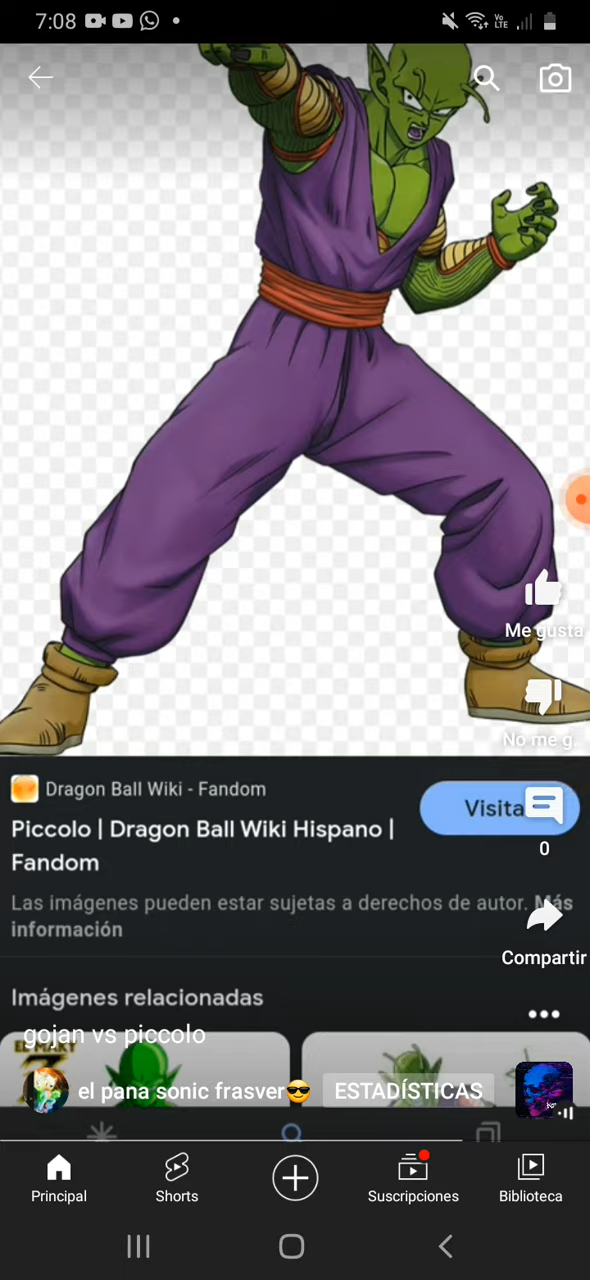 7:08
Vo
LTE
Me gusta
No me g
Dragon Ball Wiki - Fandom
Visita
Piccolo | Dragon Ball Wiki Hispano |
Fandom
0
Las imágenes pueden estar sujetas a derechos de autor. Más
información
Compartir
Imágenes relacionadas
gojan vs piccolo
el pana sonic frasver😎
ESTADÍSTICAS
Principal
Shorts
Suscripciones
Biblioteca